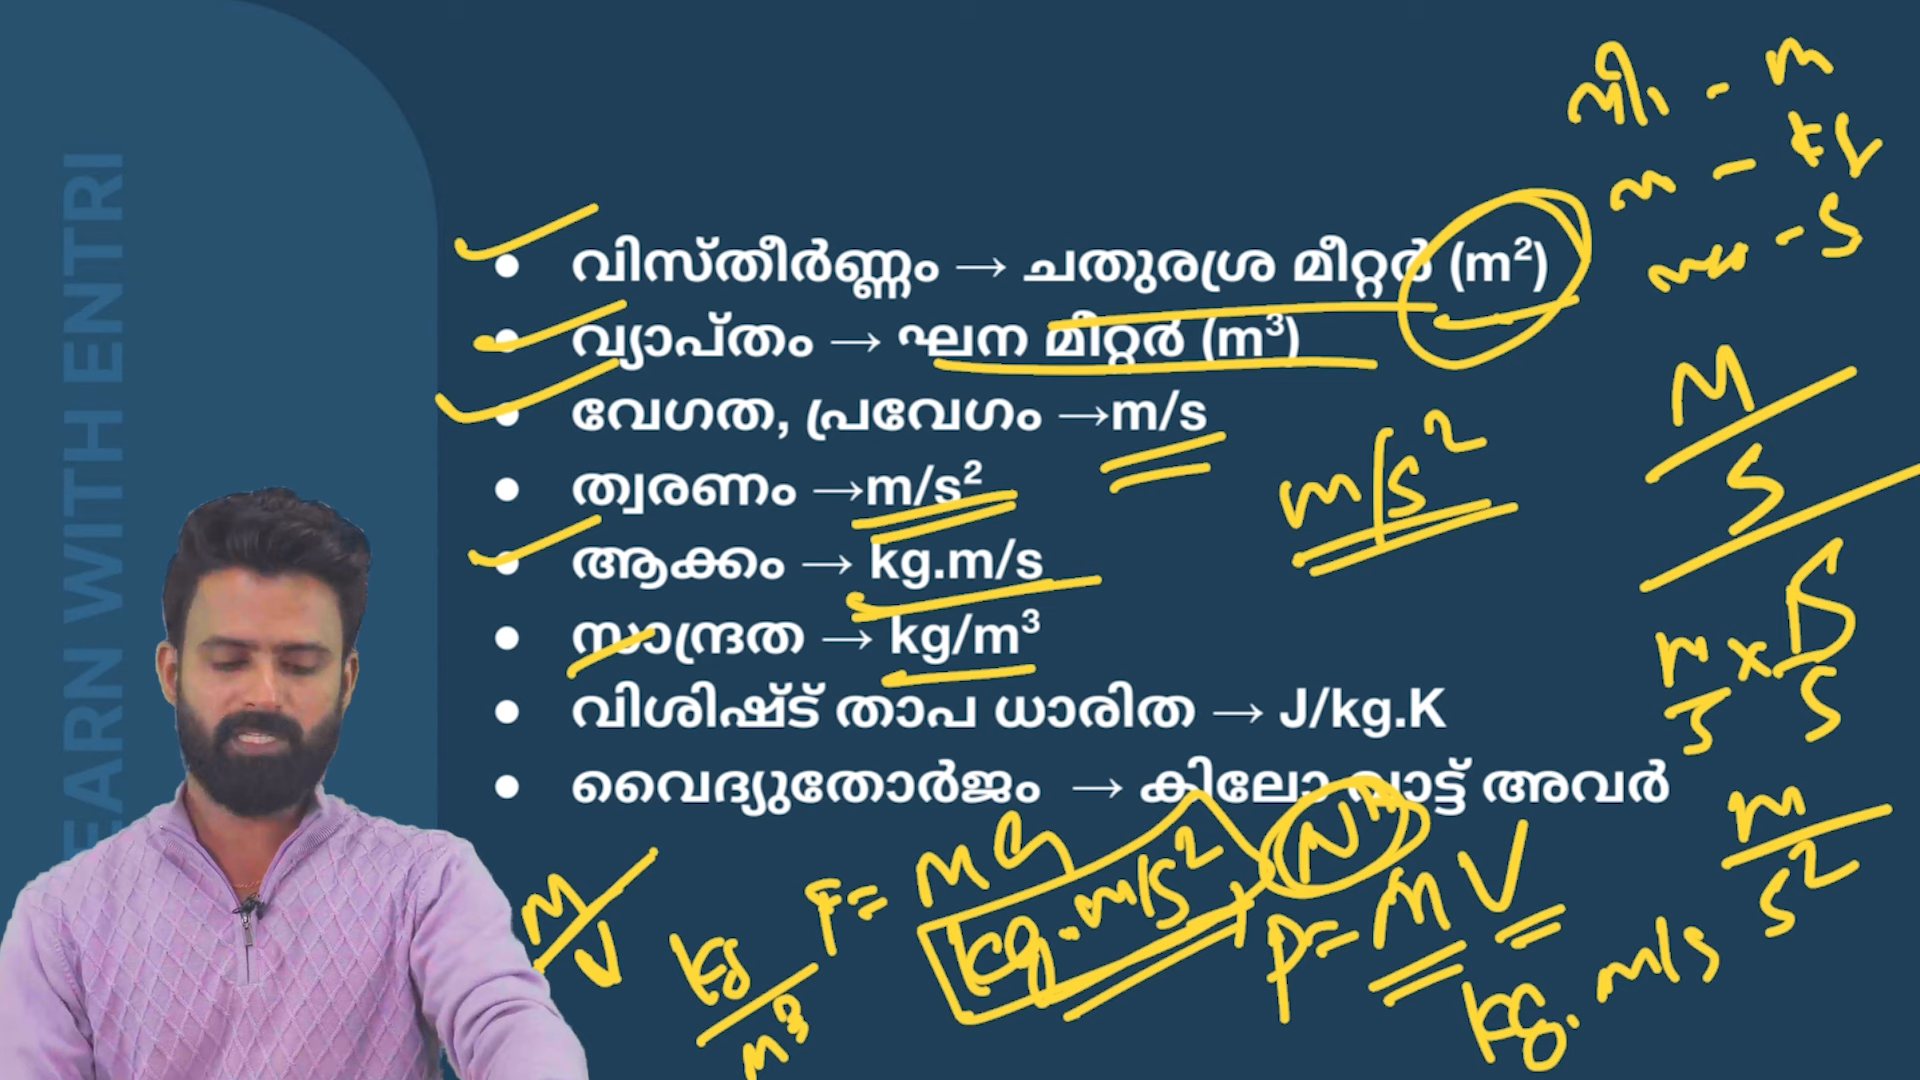 LEARN WITH ENTRI
• വിസ്തീർണ്ണം → ചതുരശ്ര മീറ്റർ (m²)
• വ്യാപ്തം → ഘന മീറ്റർ (m³)
• വേഗത, പ്രവേഗം →m/s
• ത്വരണം →m/s²
• ആക്കം → kg.m/s
• സാന്ദ്രത → kg/m³
• വിശിഷ്ട് താപ ധാരിത → J/kg.K
• വൈദ്യുതോർജം → കിലോ വാട്ട് അവർ
- m
m - kg
- S
m/s²
M
S
m/s x S
m
s²
M
V
kg
m³
F =
kg.m/s²
N
P = MV
kg. m/s